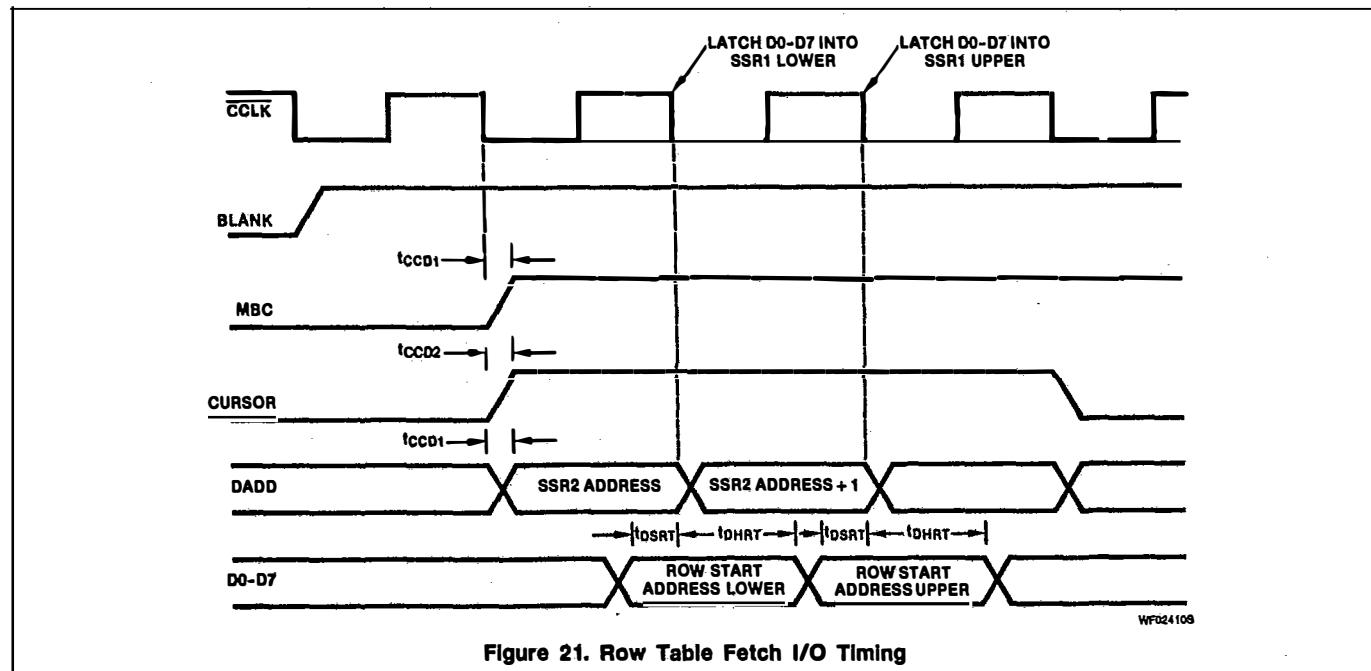 LATCH D0-D7 INTO
SSR1 LOWER
LATCH D0-D7 INTO
SSR1 UPPER
CCLK
BLANK
tCCD1
MBC
tCCD2
CURSOR
tCCD1
DADD
SSR2 ADDRESS
SSR2 ADDRESS + 1
tDSRT
tDHRT
tDSRT
tDHRT
D0-D7
ROW START
ADDRESS LOWER
ROW START
ADDRESS UPPER
WF02410S
Figure 21. Row Table Fetch I/O Timing